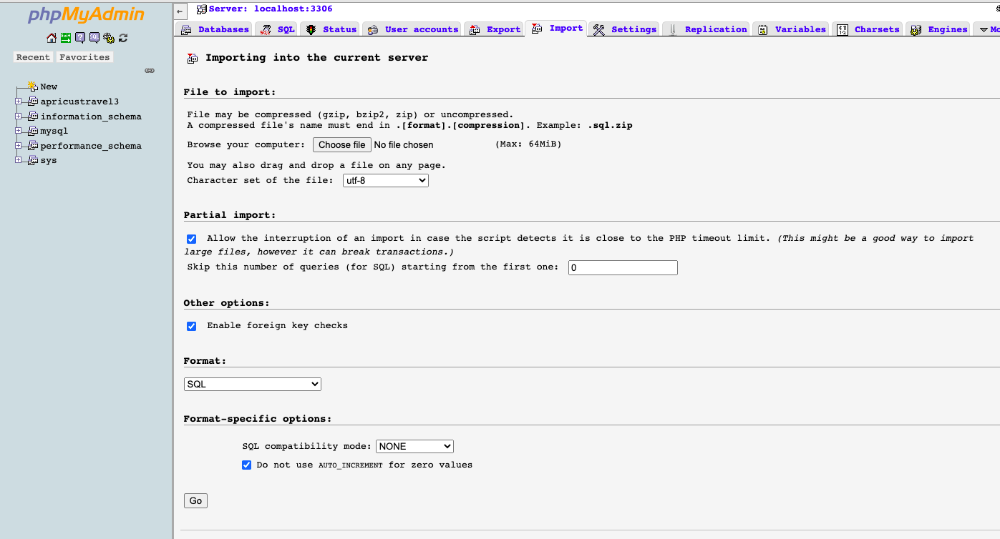 phpMyAdmin
Recent Favorites
New
apricustravel3
information_schema
mysql
performance_schema
sys
Server: localhost:3306
Databases SQL Status User accounts Export Import Settings Replication Variables Charsets Engines
Importing into the current server
File to import:
File may be compressed (gzip, bzip2, zip) or uncompressed.
A compressed file's name must end in .[format].[compression]. Example: .sql.zip
Browse your computer: Choose file No file chosen (Max: 64MiB)
You may also drag and drop a file on any page.
Character set of the file: utf-8
Partial import:
Allow the interruption of an import in case the script detects it is close to the PHP timeout limit. (This might be a good way to import
large files, however it can break transactions.)
Skip this number of queries (for SQL) starting from the first one: 0
Other options:
Enable foreign key checks
Format:
SQL
Format-specific options:
SQL compatibility mode: NONE
Do not use AUTO_INCREMENT for zero values
Go